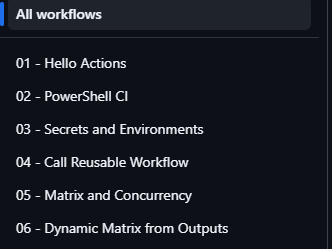 All workflows
01 - Hello Actions
02 - PowerShell CI
03 - Secrets and Environments
04 - Call Reusable Workflow
05 - Matrix and Concurrency
06 - Dynamic Matrix from Outputs